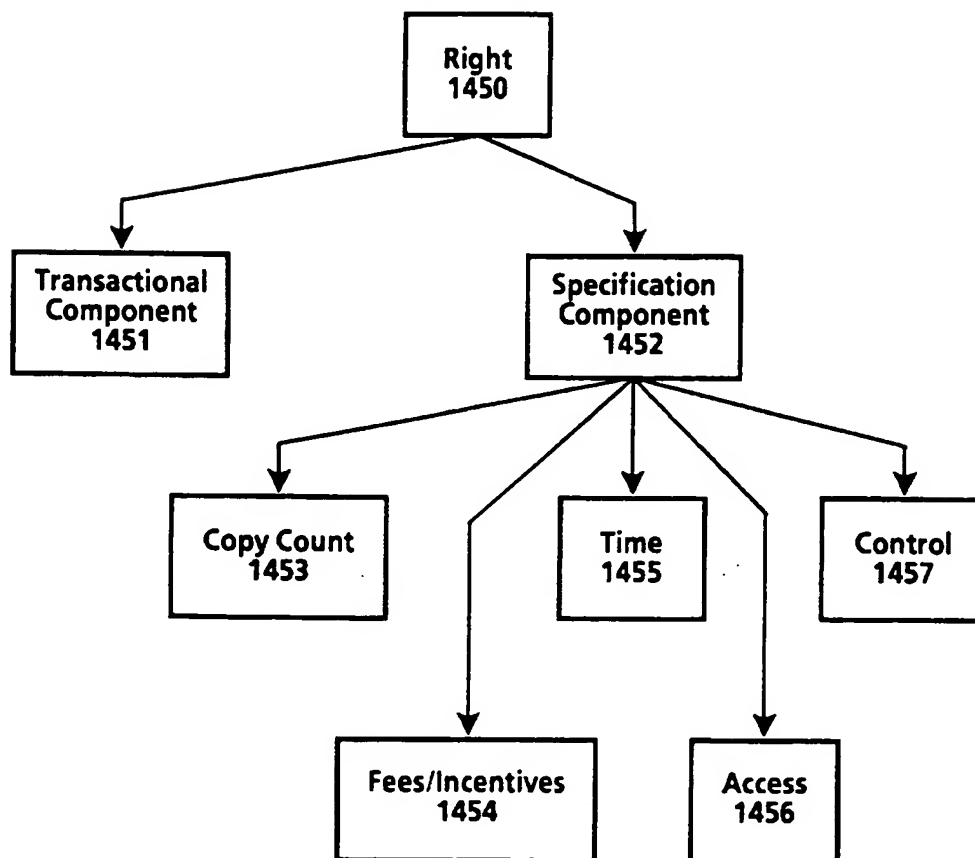 Right
1450
Transactional
Component
1451
Specification
Component
1452
Copy Count
1453
Time
1455
Control
1457
Fees/Incentives
1454
Access
1456